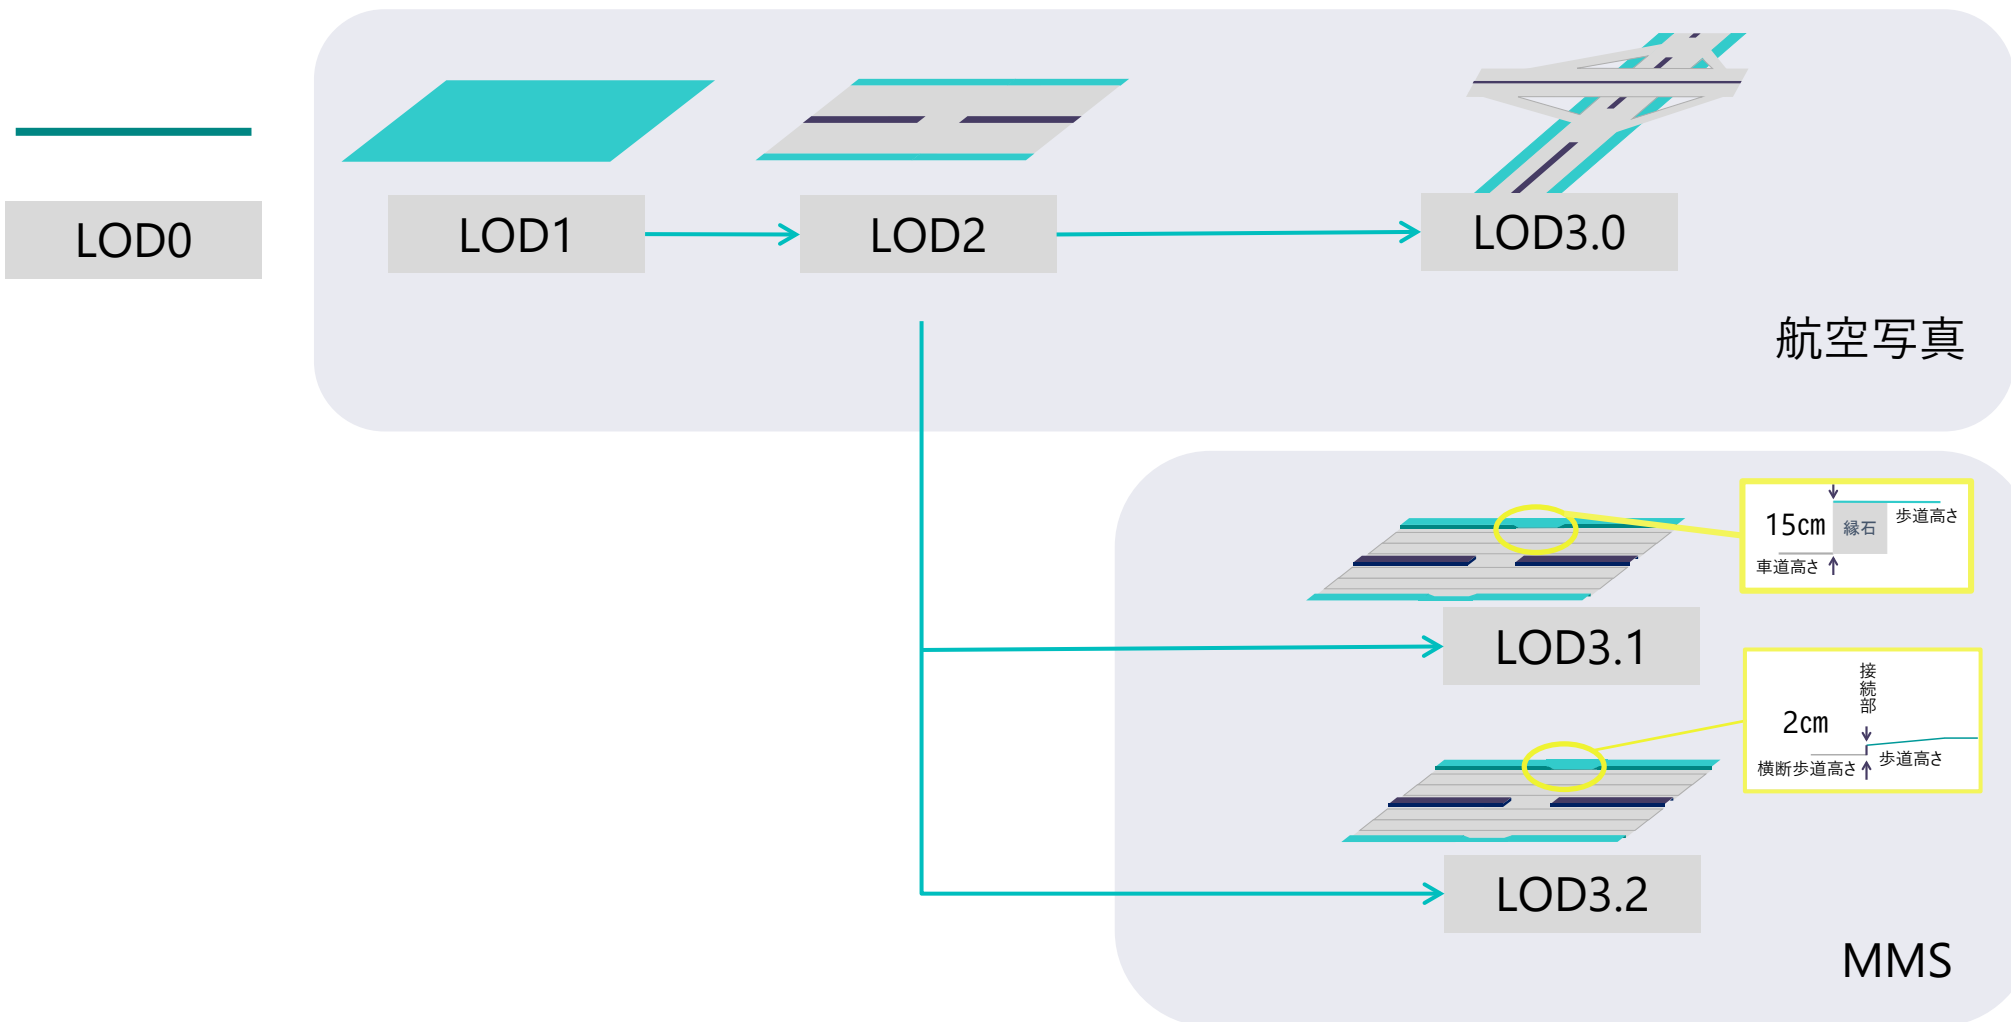 LOD0
LOD1
LOD2
LOD3.0
航空写真
15cm
縁石
歩道高さ
車道高さ
LOD3.1
接続部
2cm
横断歩道高さ
歩道高さ
LOD3.2
MMS